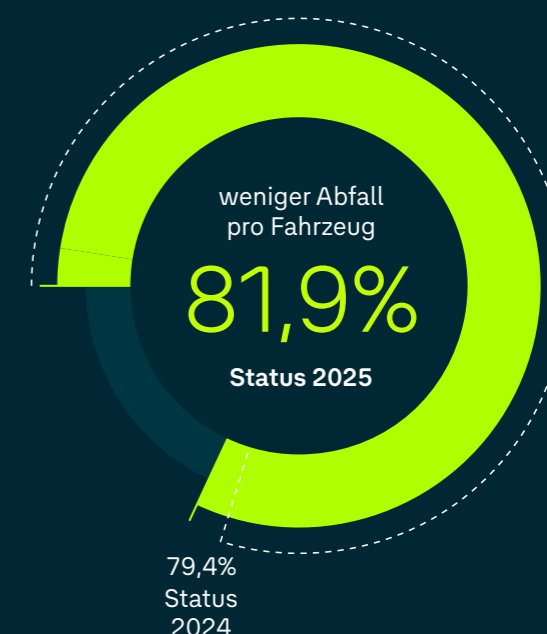 weniger Abfall
pro Fahrzeug
81,9%
Status 2025
79,4%
Status
2024